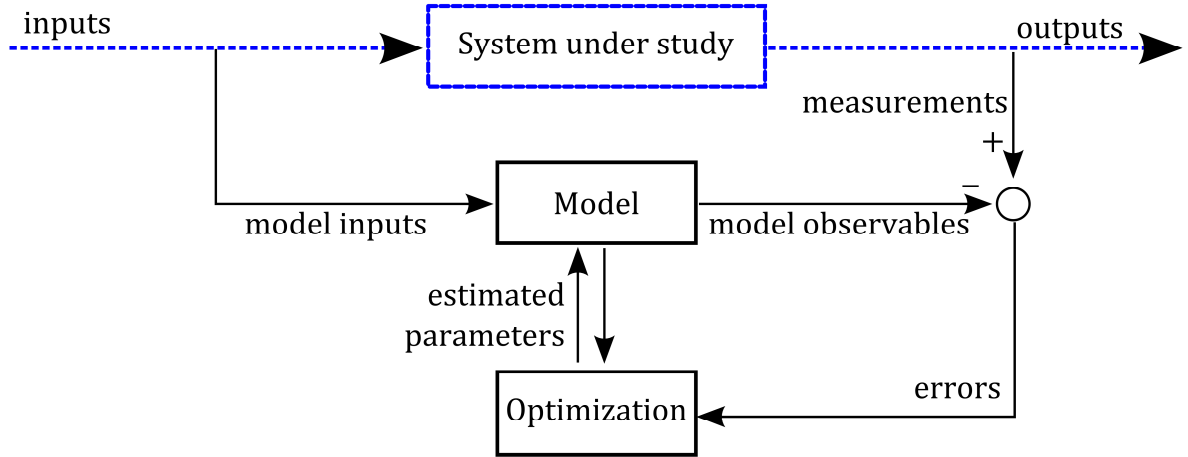 inputs
System under study
outputs
measurements
+
Model
−
model inputs
model observables
estimated
parameters
errors
Optimization